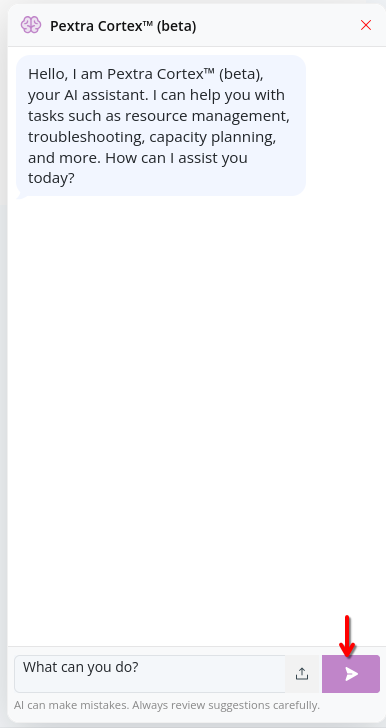 Pextra Cortex™ (beta)
Hello, I am Pextra Cortex™ (beta),
your AI assistant. I can help you with
tasks such as resource management,
troubleshooting, capacity planning,
and more. How can I assist you
today?
What can you do?
AI can make mistakes. Always review suggestions carefully.